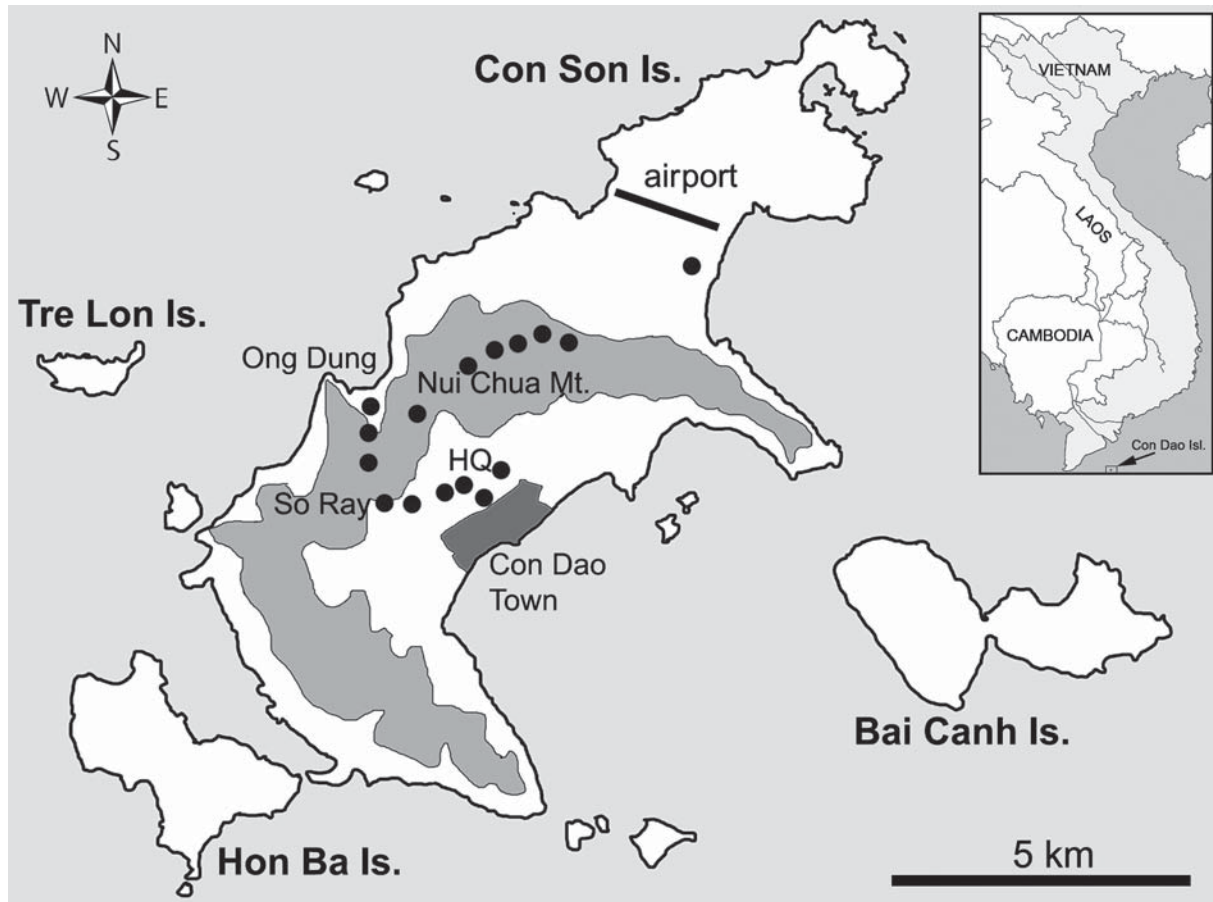 N
W E
S
Con Son Is.
airport
Tre Lon Is.
Ong Dung
Nui Chua Mt.
HQ
So Ray
Con Dao
Town
Bai Canh Is.
Hon Ba Is.
5 km
VIETNAM
LAOS
CAMBODIA
Con Dao Isl.